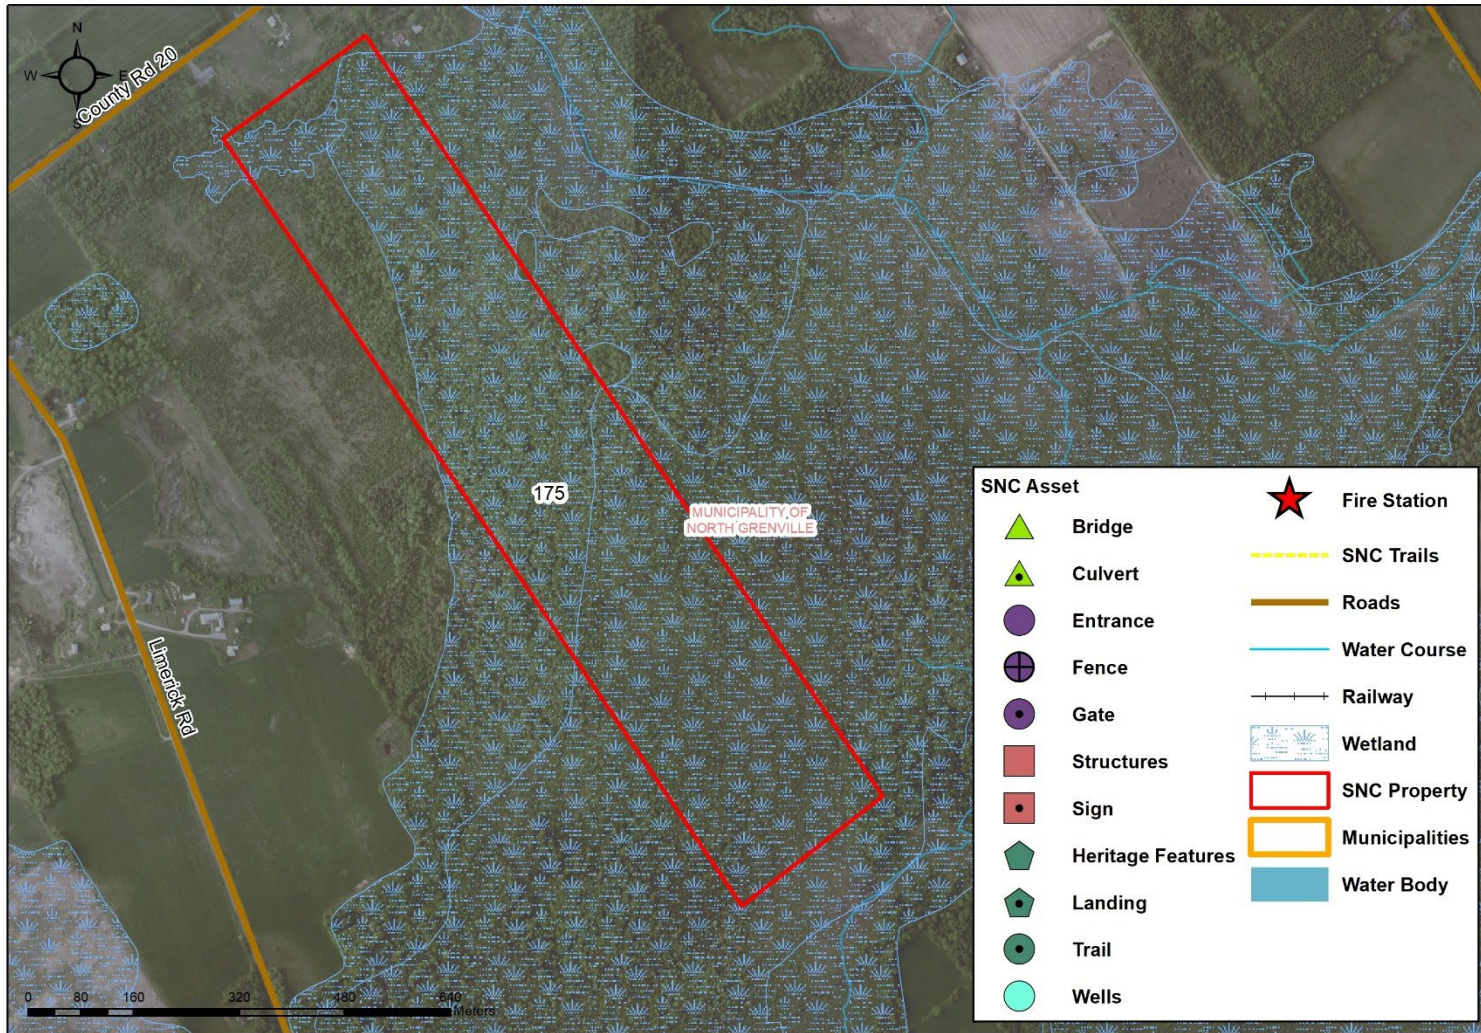 N
W E
S
County Rd 20
175
MUNICIPALITY OF
NORTH GRENVILLE
Limerick Rd
0 80 160 320 480 640
Meters
SNC Asset
Bridge
Culvert
Entrance
Fence
Gate
Structures
Sign
Heritage Features
Landing
Trail
Wells
Fire Station
SNC Trails
Roads
Water Course
Railway
Wetland
SNC Property
Municipalities
Water Body